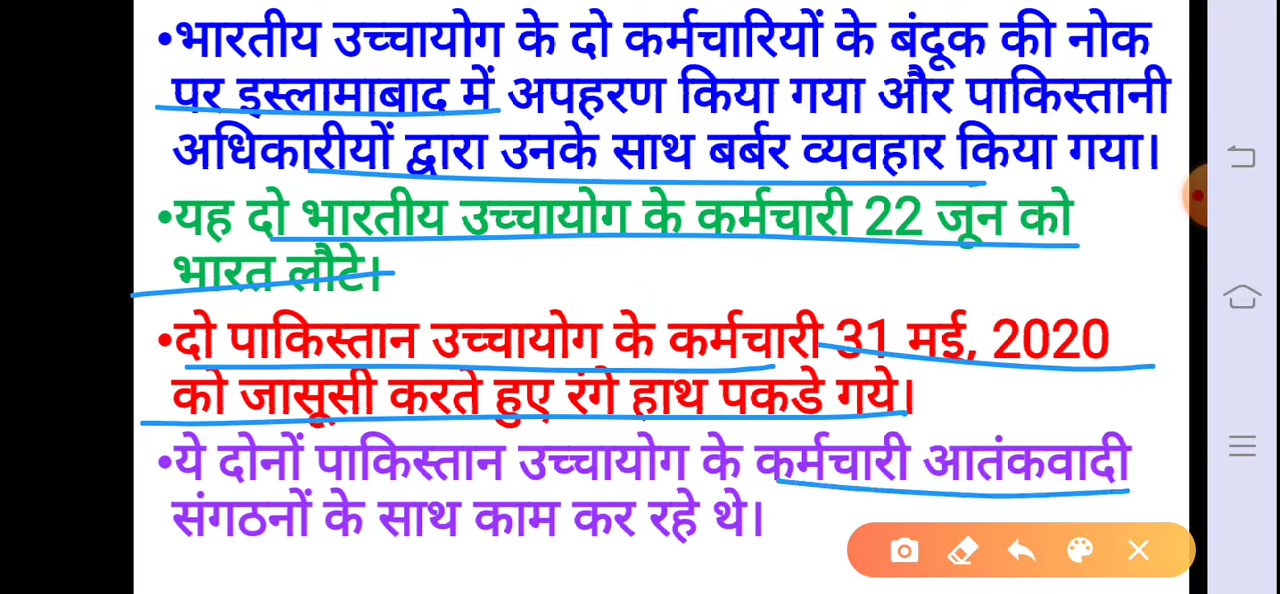 •भारतीय उच्चायोग के दो कर्मचारियों के बंदूक की नोक
पर इस्लामाबाद में अपहरण किया गया और पाकिस्तानी
अधिकारीयों द्वारा उनके साथ बर्बर व्यवहार किया गया।
•यह दो भारतीय उच्चायोग के कर्मचारी 22 जून को
भारत लौटे।
•दो पाकिस्तान उच्चायोग के कर्मचारी 31 मई, 2020
को जासूसी करते हुए रंगे हाथ पकडे गये।
•ये दोनों पाकिस्तान उच्चायोग के कर्मचारी आतंकवादी
संगठनों के साथ काम कर रहे थे।